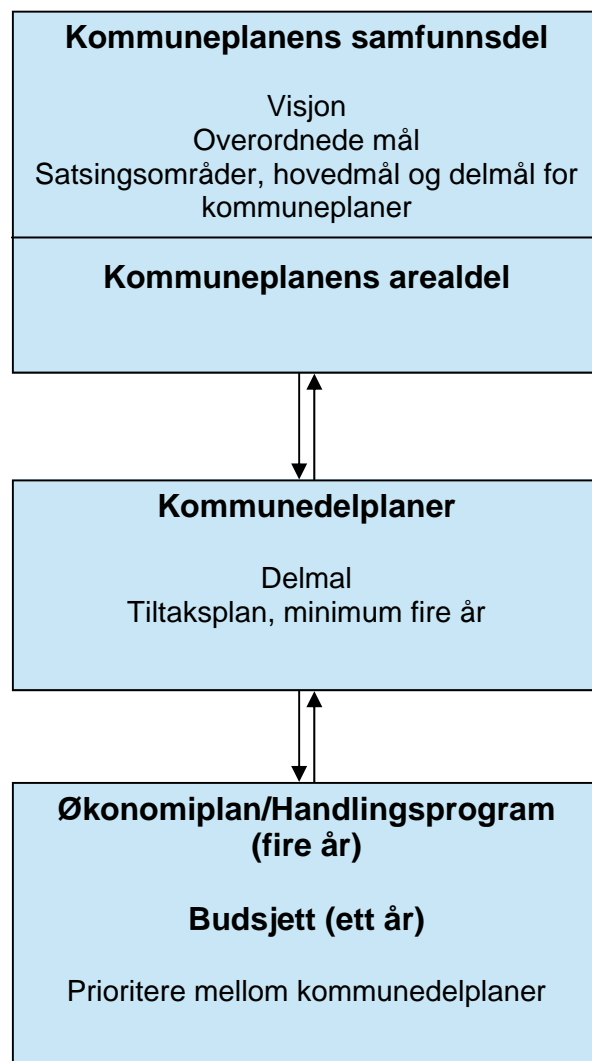 Kommuneplanens samfunnsdel
Visjon
Overordnede mål
Satsingsområder, hovedmål og delmål for
kommuneplaner
Kommuneplanens arealdel
Kommunedelplaner
Delmal
Tiltaksplan, minimum fire år
Økonomiplan/Handlingsprogram
(fire år)
Budsjett (ett år)
Prioritere mellom kommunedelplaner